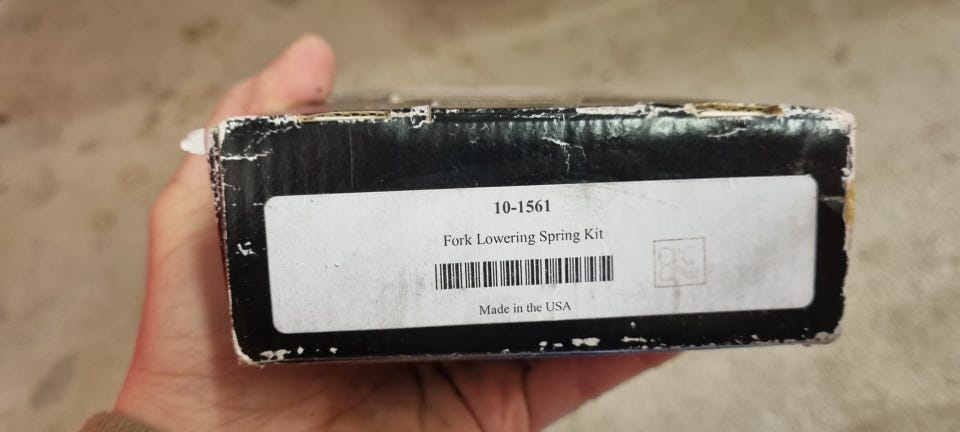 10-1561
Fork Lowering Spring Kit
Made in the USA